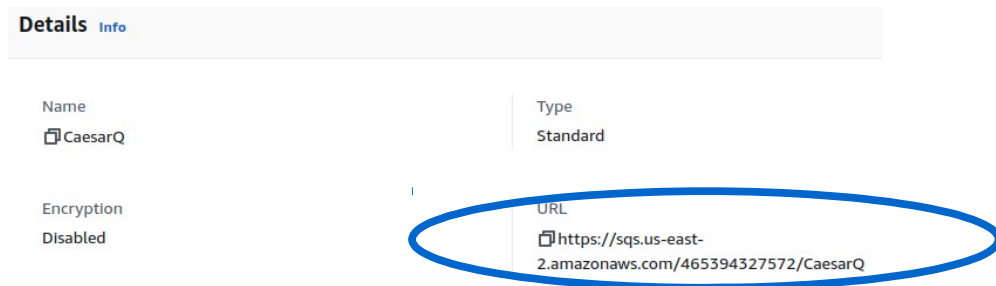 Details Info
Name
CaesarQ
Type
Standard
Encryption
Disabled
URL
https://sqs.us-east-
2.amazonaws.com/465394327572/CaesarQ